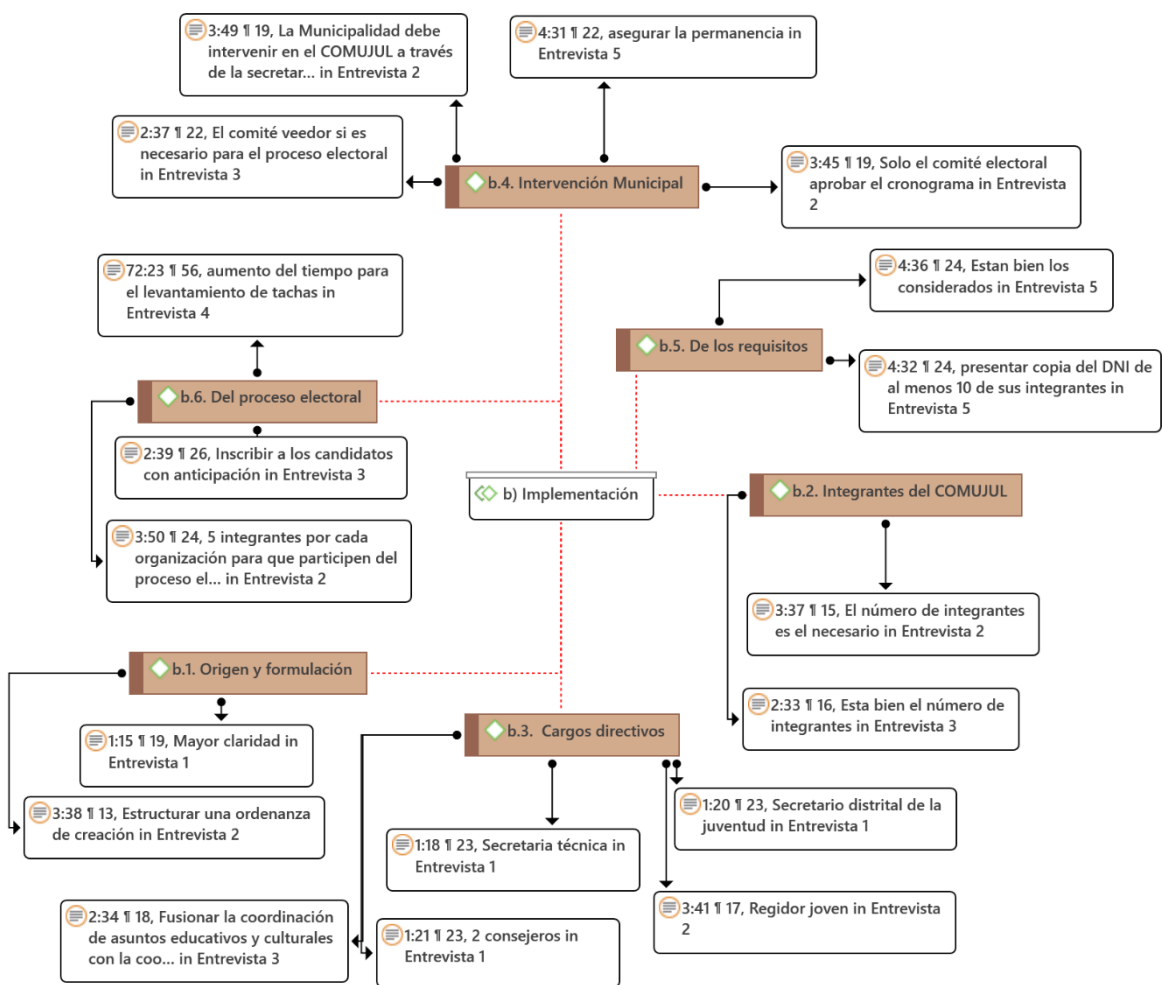 3:49 ¶ 19, La Municipalidad debe
intervenir en el COMUJUL a través
de la secretar... in Entrevista 2
4:31 ¶ 22, asegurar la permanencia in
Entrevista 5
2:37 ¶ 22, El comité veedor si es
necesario para el proceso electoral
in Entrevista 3
b.4. Intervención Municipal
3:45 ¶ 19, Solo el comité electoral
aprobar el cronograma in Entrevista
2
72:23 ¶ 56, aumento del tiempo para
el levantamiento de tachas in
Entrevista 4
4:36 ¶ 24, Estan bien los
considerados in Entrevista 5
b.5. De los requisitos
4:32 ¶ 24, presentar copia del DNI de
al menos 10 de sus integrantes in
Entrevista 5
b.6. Del proceso electoral
2:39 ¶ 26, Inscribir a los candidatos
con anticipación in Entrevista 3
b) Implementación
b.2. Integrantes del COMUJUL
3:50 ¶ 24, 5 integrantes por cada
organización para que participen del
proceso el... in Entrevista 2
3:37 ¶ 15, El número de integrantes
es el necesario in Entrevista 2
b.1. Origen y formulación
2:33 ¶ 16, Esta bien el número de
integrantes in Entrevista 3
1:15 ¶ 19, Mayor claridad in
Entrevista 1
b.3.  Cargos directivos
3:38 ¶ 13, Estructurar una ordenanza
de creación in Entrevista 2
1:20 ¶ 23, Secretario distrital de la
juventud in Entrevista 1
1:18 ¶ 23, Secretaria técnica in
Entrevista 1
2:34 ¶ 18, Fusionar la coordinación
de asuntos educativos y culturales
con la coo... in Entrevista 3
1:21 ¶ 23, 2 consejeros in
Entrevista 1
3:41 ¶ 17, Regidor joven in Entrevista
2